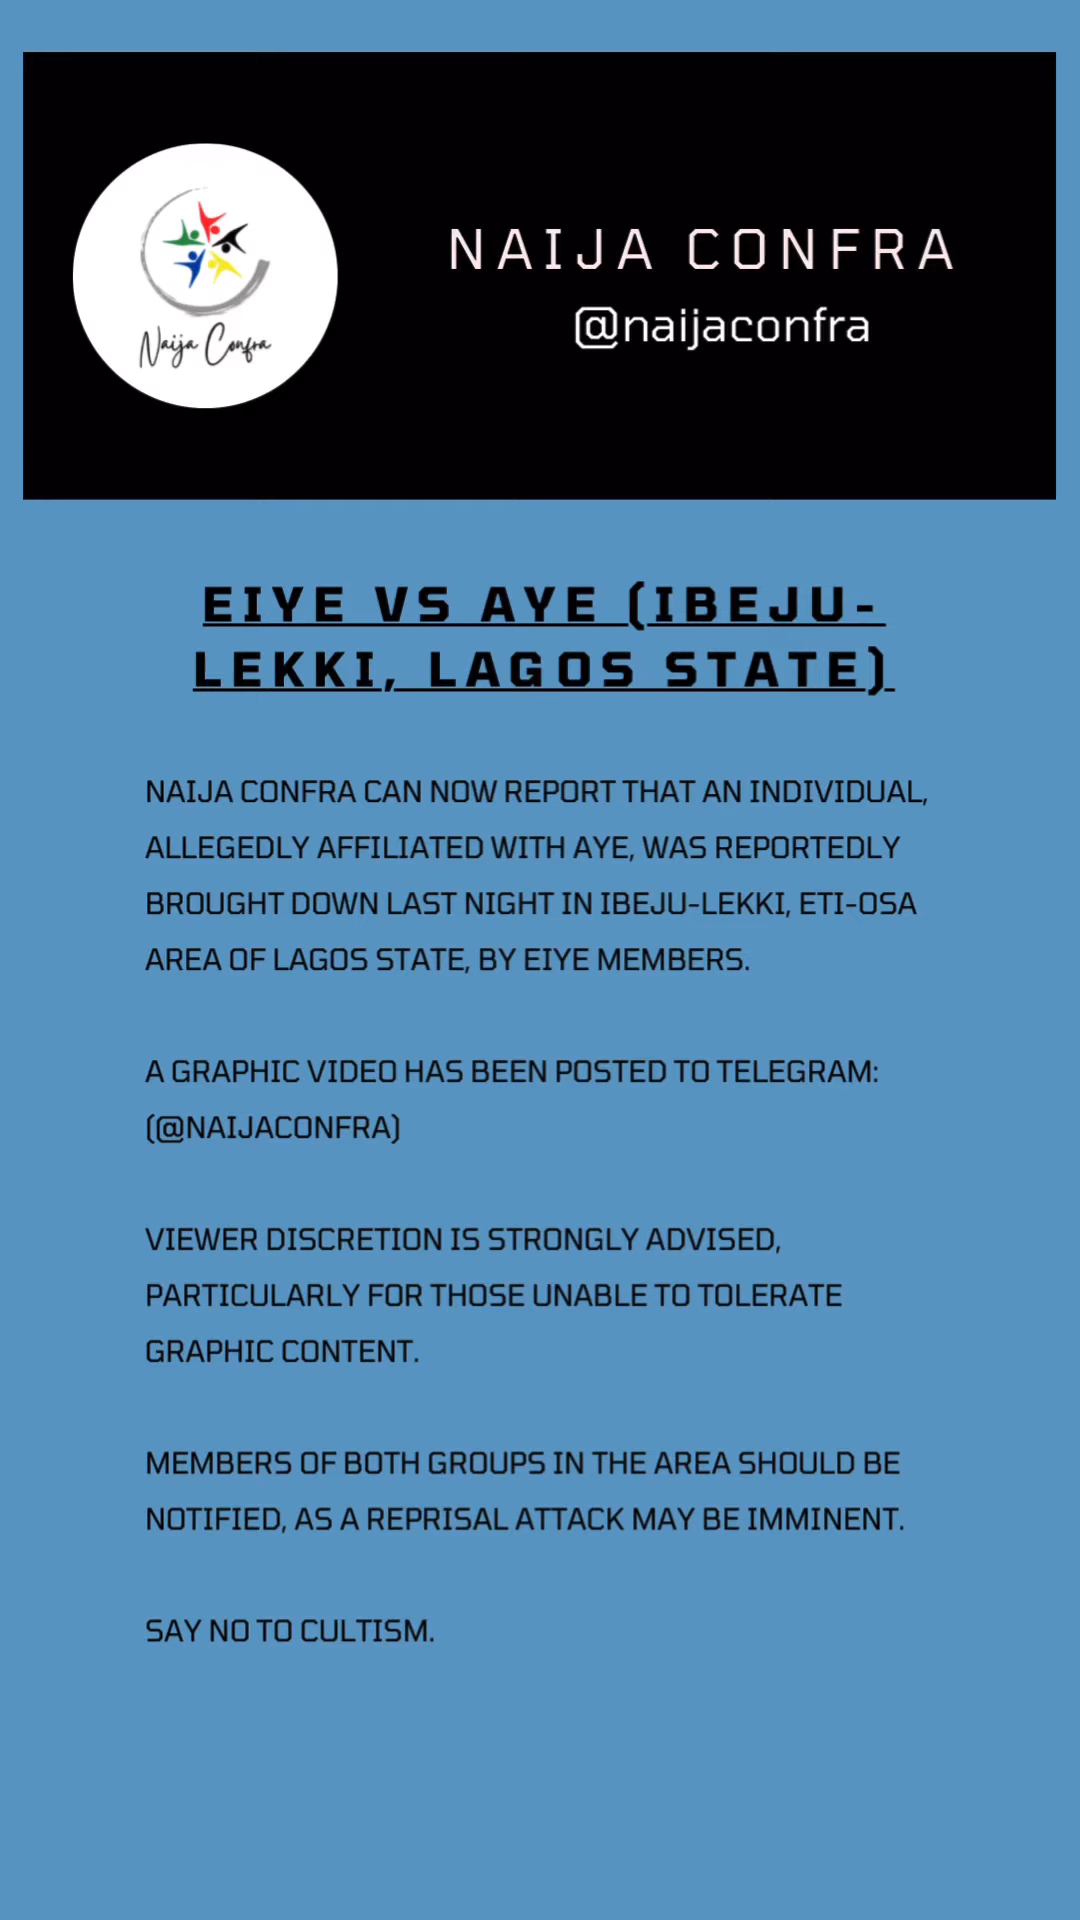 Naija Confra
NAIJA CONFRA
@naijaconfra
EIYE VS AYE (IBEJU-
LEKKI, LAGOS STATE)
NAIJA CONFRA CAN NOW REPORT THAT AN INDIVIDUAL,
ALLEGEDLY AFFILIATED WITH AYE, WAS REPORTEDLY
BROUGHT DOWN LAST NIGHT IN IBEJU-LEKKI, ETI-OSA
AREA OF LAGOS STATE, BY EIYE MEMBERS.
A GRAPHIC VIDEO HAS BEEN POSTED TO TELEGRAM:
(@NAIJACONFRA)
VIEWER DISCRETION IS STRONGLY ADVISED,
PARTICULARLY FOR THOSE UNABLE TO TOLERATE
GRAPHIC CONTENT.
MEMBERS OF BOTH GROUPS IN THE AREA SHOULD BE
NOTIFIED, AS A REPRISAL ATTACK MAY BE IMMINENT.
SAY NO TO CULTISM.